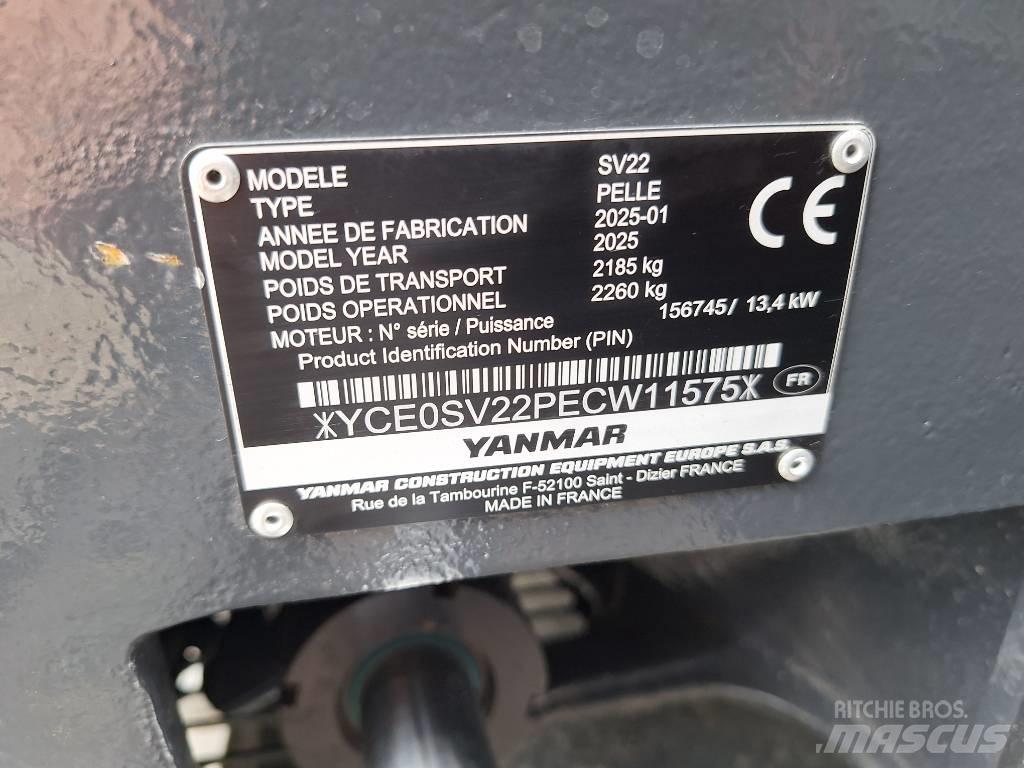 MODELE SV22
TYPE PELLE
ANNEE DE FABRICATION 2025-01
MODEL YEAR 2025
POIDS DE TRANSPORT 2185 kg
POIDS OPERATIONNEL 2260 kg
MOTEUR : N° série / Puissance 156745/ 13,4 kW
Product Identification Number (PIN)
*YCE0SV22PECW11575*
FR
CE
YANMAR
YANMAR CONSTRUCTION EQUIPMENT EUROPE S.A.S.
Rue de la Tambourine F-52100 Saint - Dizier FRANCE
MADE IN FRANCE
RITCHIE BROS.
MASCUS